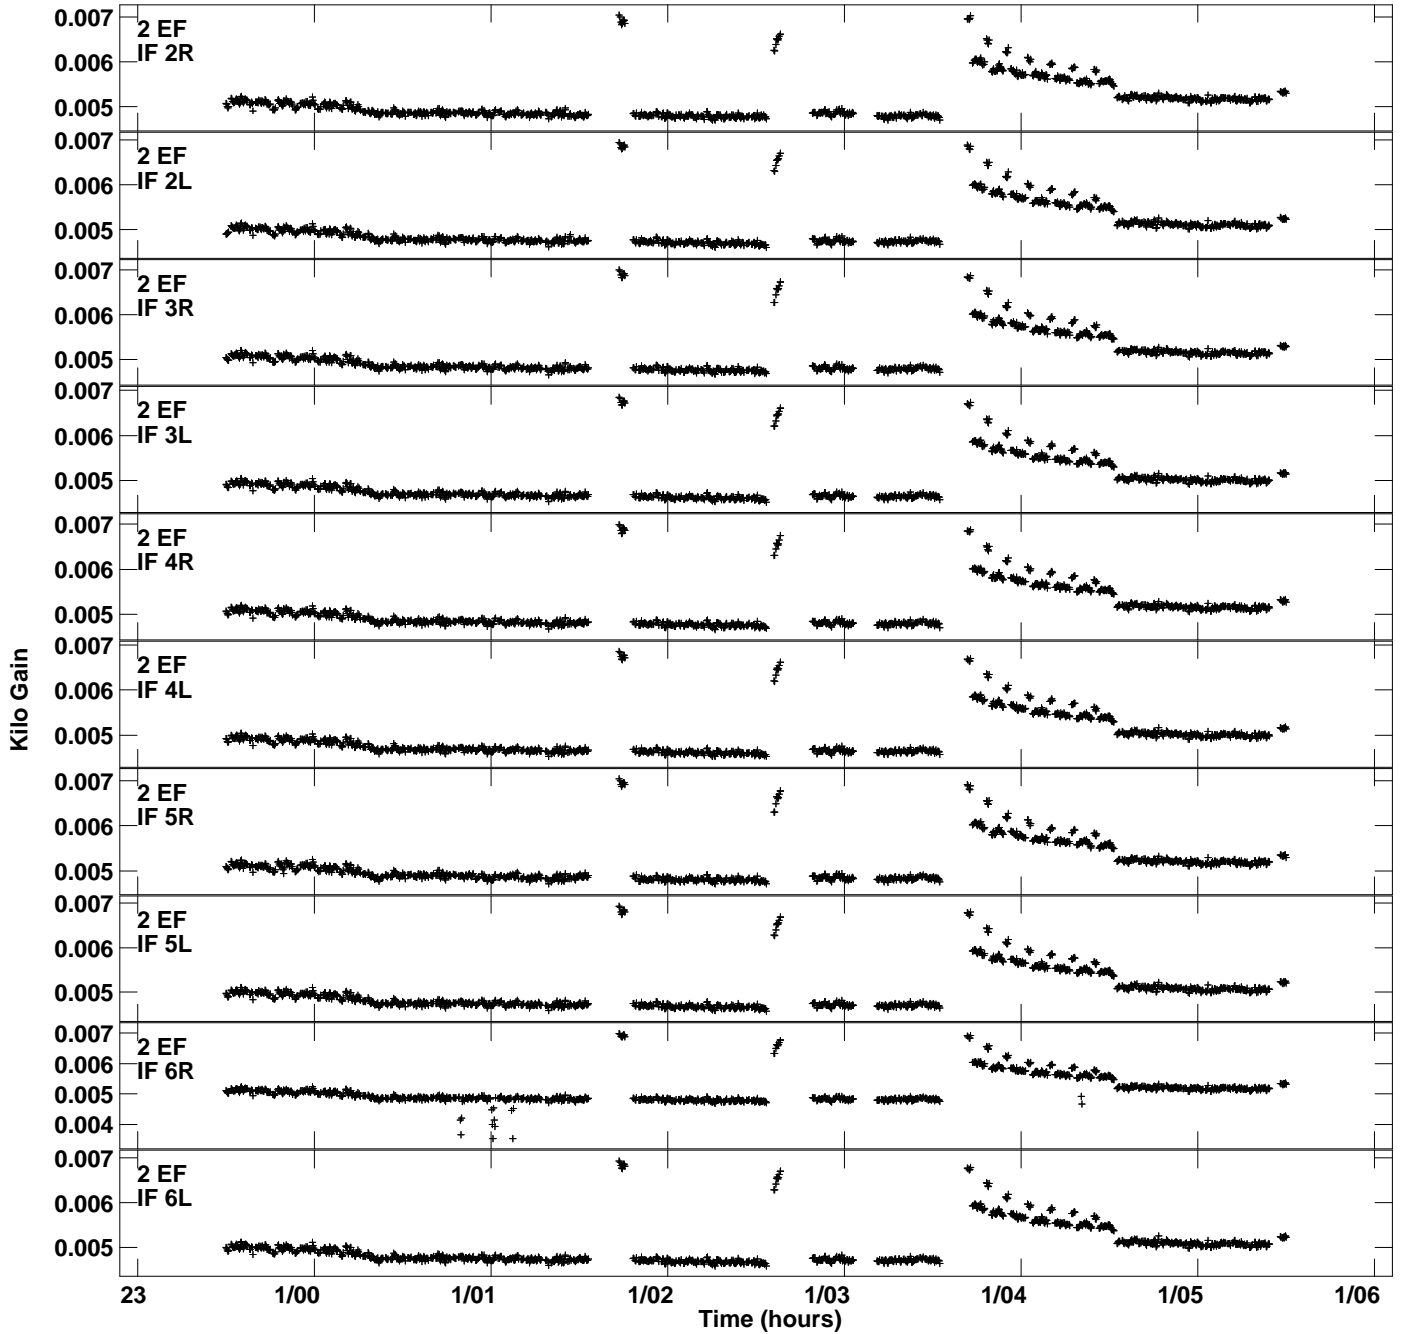 0.007
2 EF
0.006
IF 2R
0.005
0.007
2 EF
0.006
IF 2L
0.005
0.007
2 EF
0.006
IF 3R
0.005
0.007
2 EF
0.006
IF 3L
0.005
0.007
2 EF
0.006
IF 4R
0.005
0.007
2 EF
0.006
IF 4L
0.005
Kilo Gain
0.007
2 EF
0.006
IF 5R
0.005
0.007
2 EF
0.006
IF 5L
0.005
0.007
2 EF
0.006
IF 6R
0.005
0.004
0.007
2 EF
0.006
IF 6L
0.005
23 1/00 1/01 1/02 1/03 1/04 1/05 1/06
Time (hours)